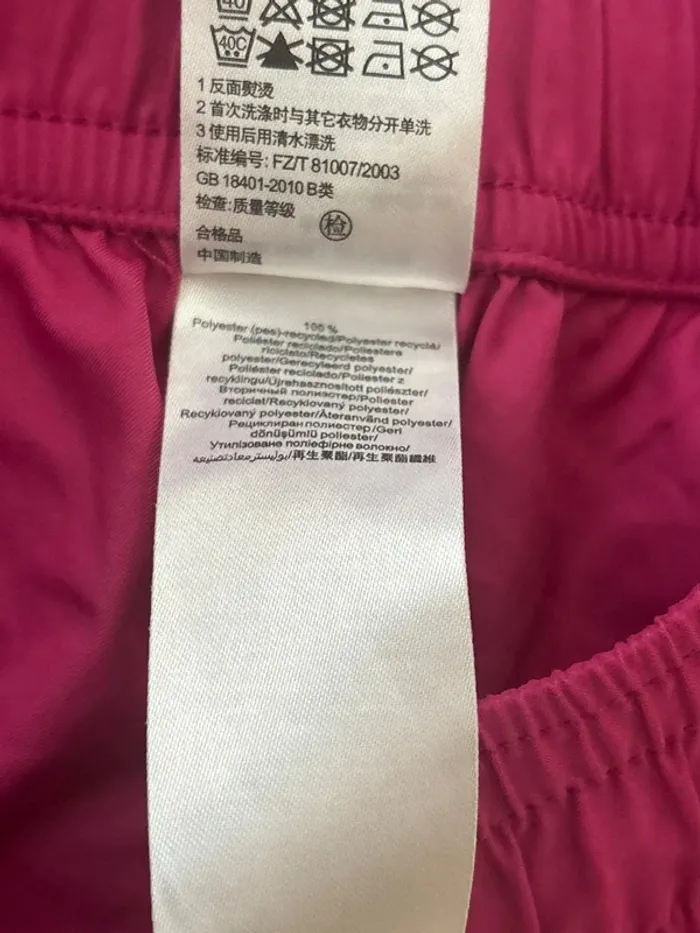 40
40C
1 反面熨烫
2 首次洗涤时与其它衣物分开单洗
3 使用后用清水漂洗
标准编号: FZ/T 81007/2003
GB 18401-2010 B类
检查:质量等级
检
合格品
中国制造
100 %
Polyester (pes)-recycled/Polyester recyclé/
Poliéster reciclado/Poliestere
riciclato/Recycletes
polyester/Gerecycleerd polyester/
Poliéster reciclado/Poliester z
recyklingu/Újrahasznosított poliészter/
Вторичный полиэстер/Poliester
reciclat/Recyklovaný polyester/
Recyklovaný polyester/Återanvänd polyester/
Рециклиран полиестер/Geri
dönüşümlü poliester/
Утилізоване поліефірне волокно/
بوليستر معاد تصنيعه/再生聚酯/再生聚酯纖維